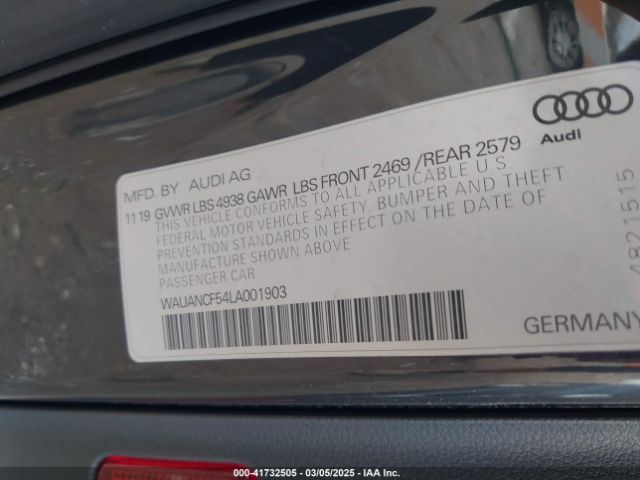 Audi
MFD. BY AUDI AG
11 19 GVWR LBS 4938 GAWR LBS FRONT 2469 /REAR 2579
THIS VEHICLE CONFORMS TO ALL APPLICABLE U S
FEDERAL MOTOR VEHICLE SAFETY, BUMPER AND THEFT
PREVENTION STANDARDS IN EFFECT ON THE DATE OF
MANUFACTURE SHOWN ABOVE
PASSENGER CAR
WAUANCF54LA001903
GERMANY
4821515
000-41732505 - 03/05/2025 - IAAI.COM